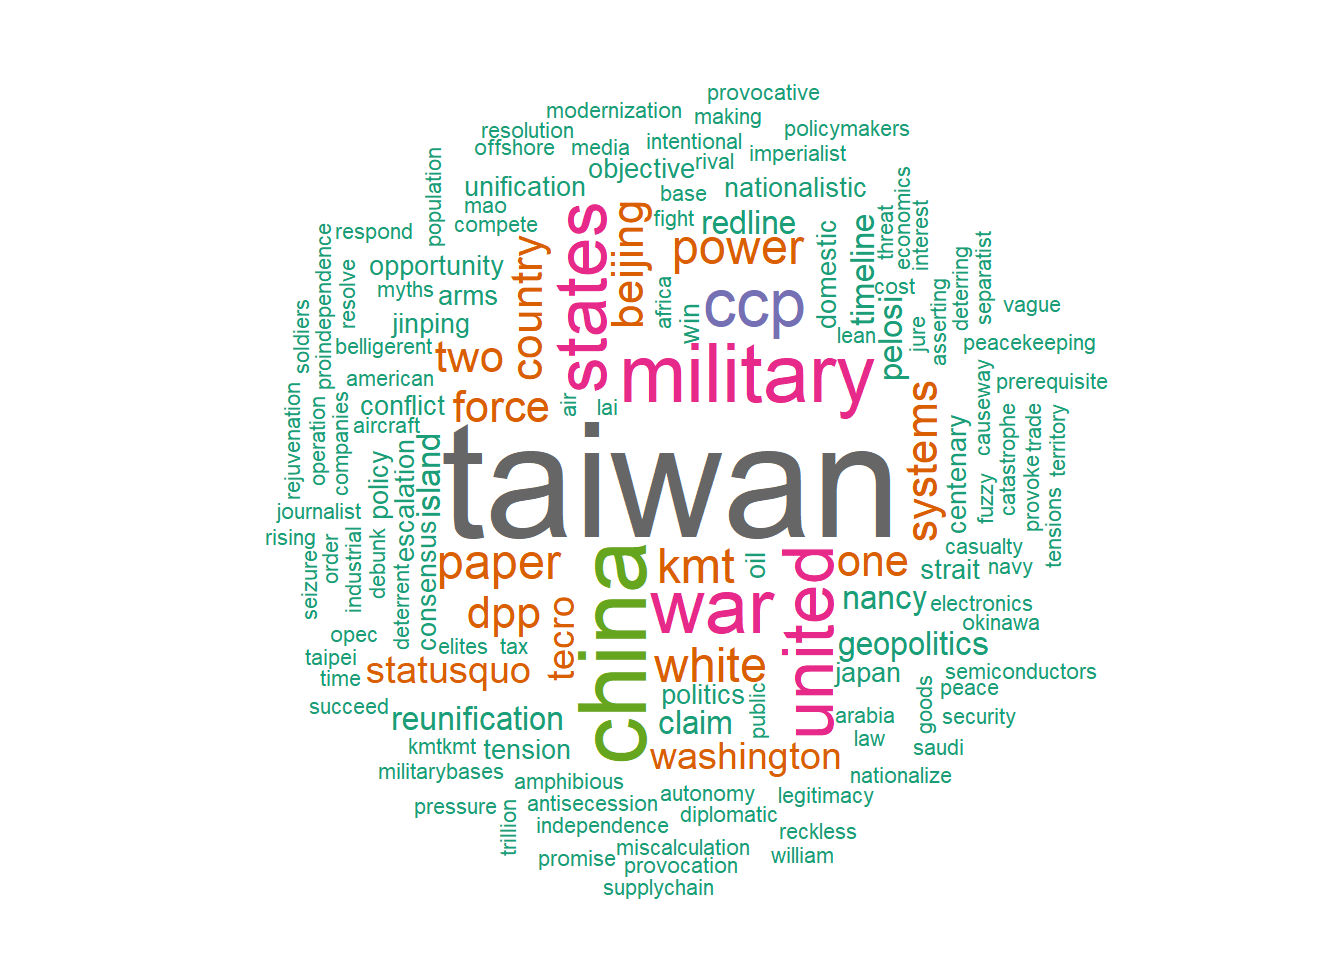 provocative
modernization
making
resolution
intentional
policymakers
offshore
media
rival
imperialist
objective
population
unification
base
nationalistic
mao
compete
fight
redline
respond
states
beijing
power
domestic
timeline
threat
economics
interest
proindependence
resolve
opportunity
country
africa
win
ccp
cost
deterring
separatist
myths
arms
vague
soldiers
jinping
lean
pelosi
jure
asserting
peacekeeping
belligerent
two
military
american
prerequisite
rejuvenation
operation
companies
conflict
force
air
lai
systems
centenary
causeway
catastrophe
trade
territory
aircraft
policy
escalation
island
taiwan
fuzzy
provoke
tensions
journalist
rising
seizured
order
industrial
debunk
deterrent
consensus
paper
china
kmt
oil
united
one
casualty
strait
navy
dpp
tecro
war
nancy
electronics
okinawa
opec
elites
tax
geopolitics
taipei
time
statusquo
white
japan
semiconductors
peace
succeed
reunification
politics
claim
public
arabia
goods
security
law
saudi
kmtkmt
tension
washington
militarybases
nationalize
amphibious
pressure
antisecession
autonomy
legitimacy
trillion
independence
diplomatic
reckless
promise
miscalculation
william
provocation
supplychain